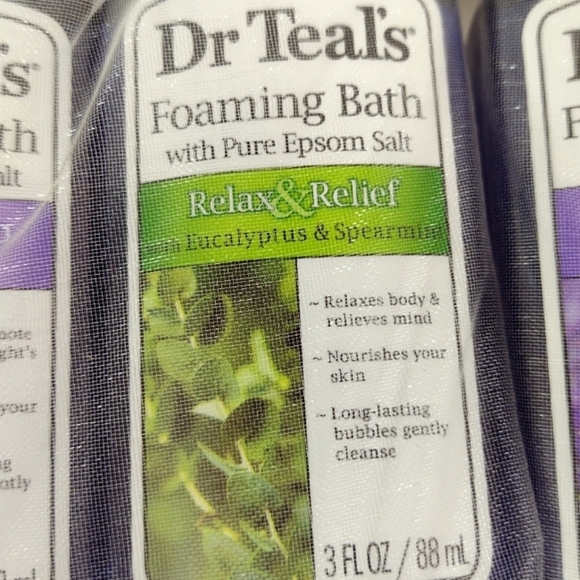 Dr Teal's
Foaming Bath
with Pure Epsom Salt
Relax & Relief
Eucalyptus & Spearmint
~ Relaxes body &
relieves mind
~ Nourishes your
skin
~ Long-lasting
bubbles gently
cleanse
3 FL OZ / 88 mL
your